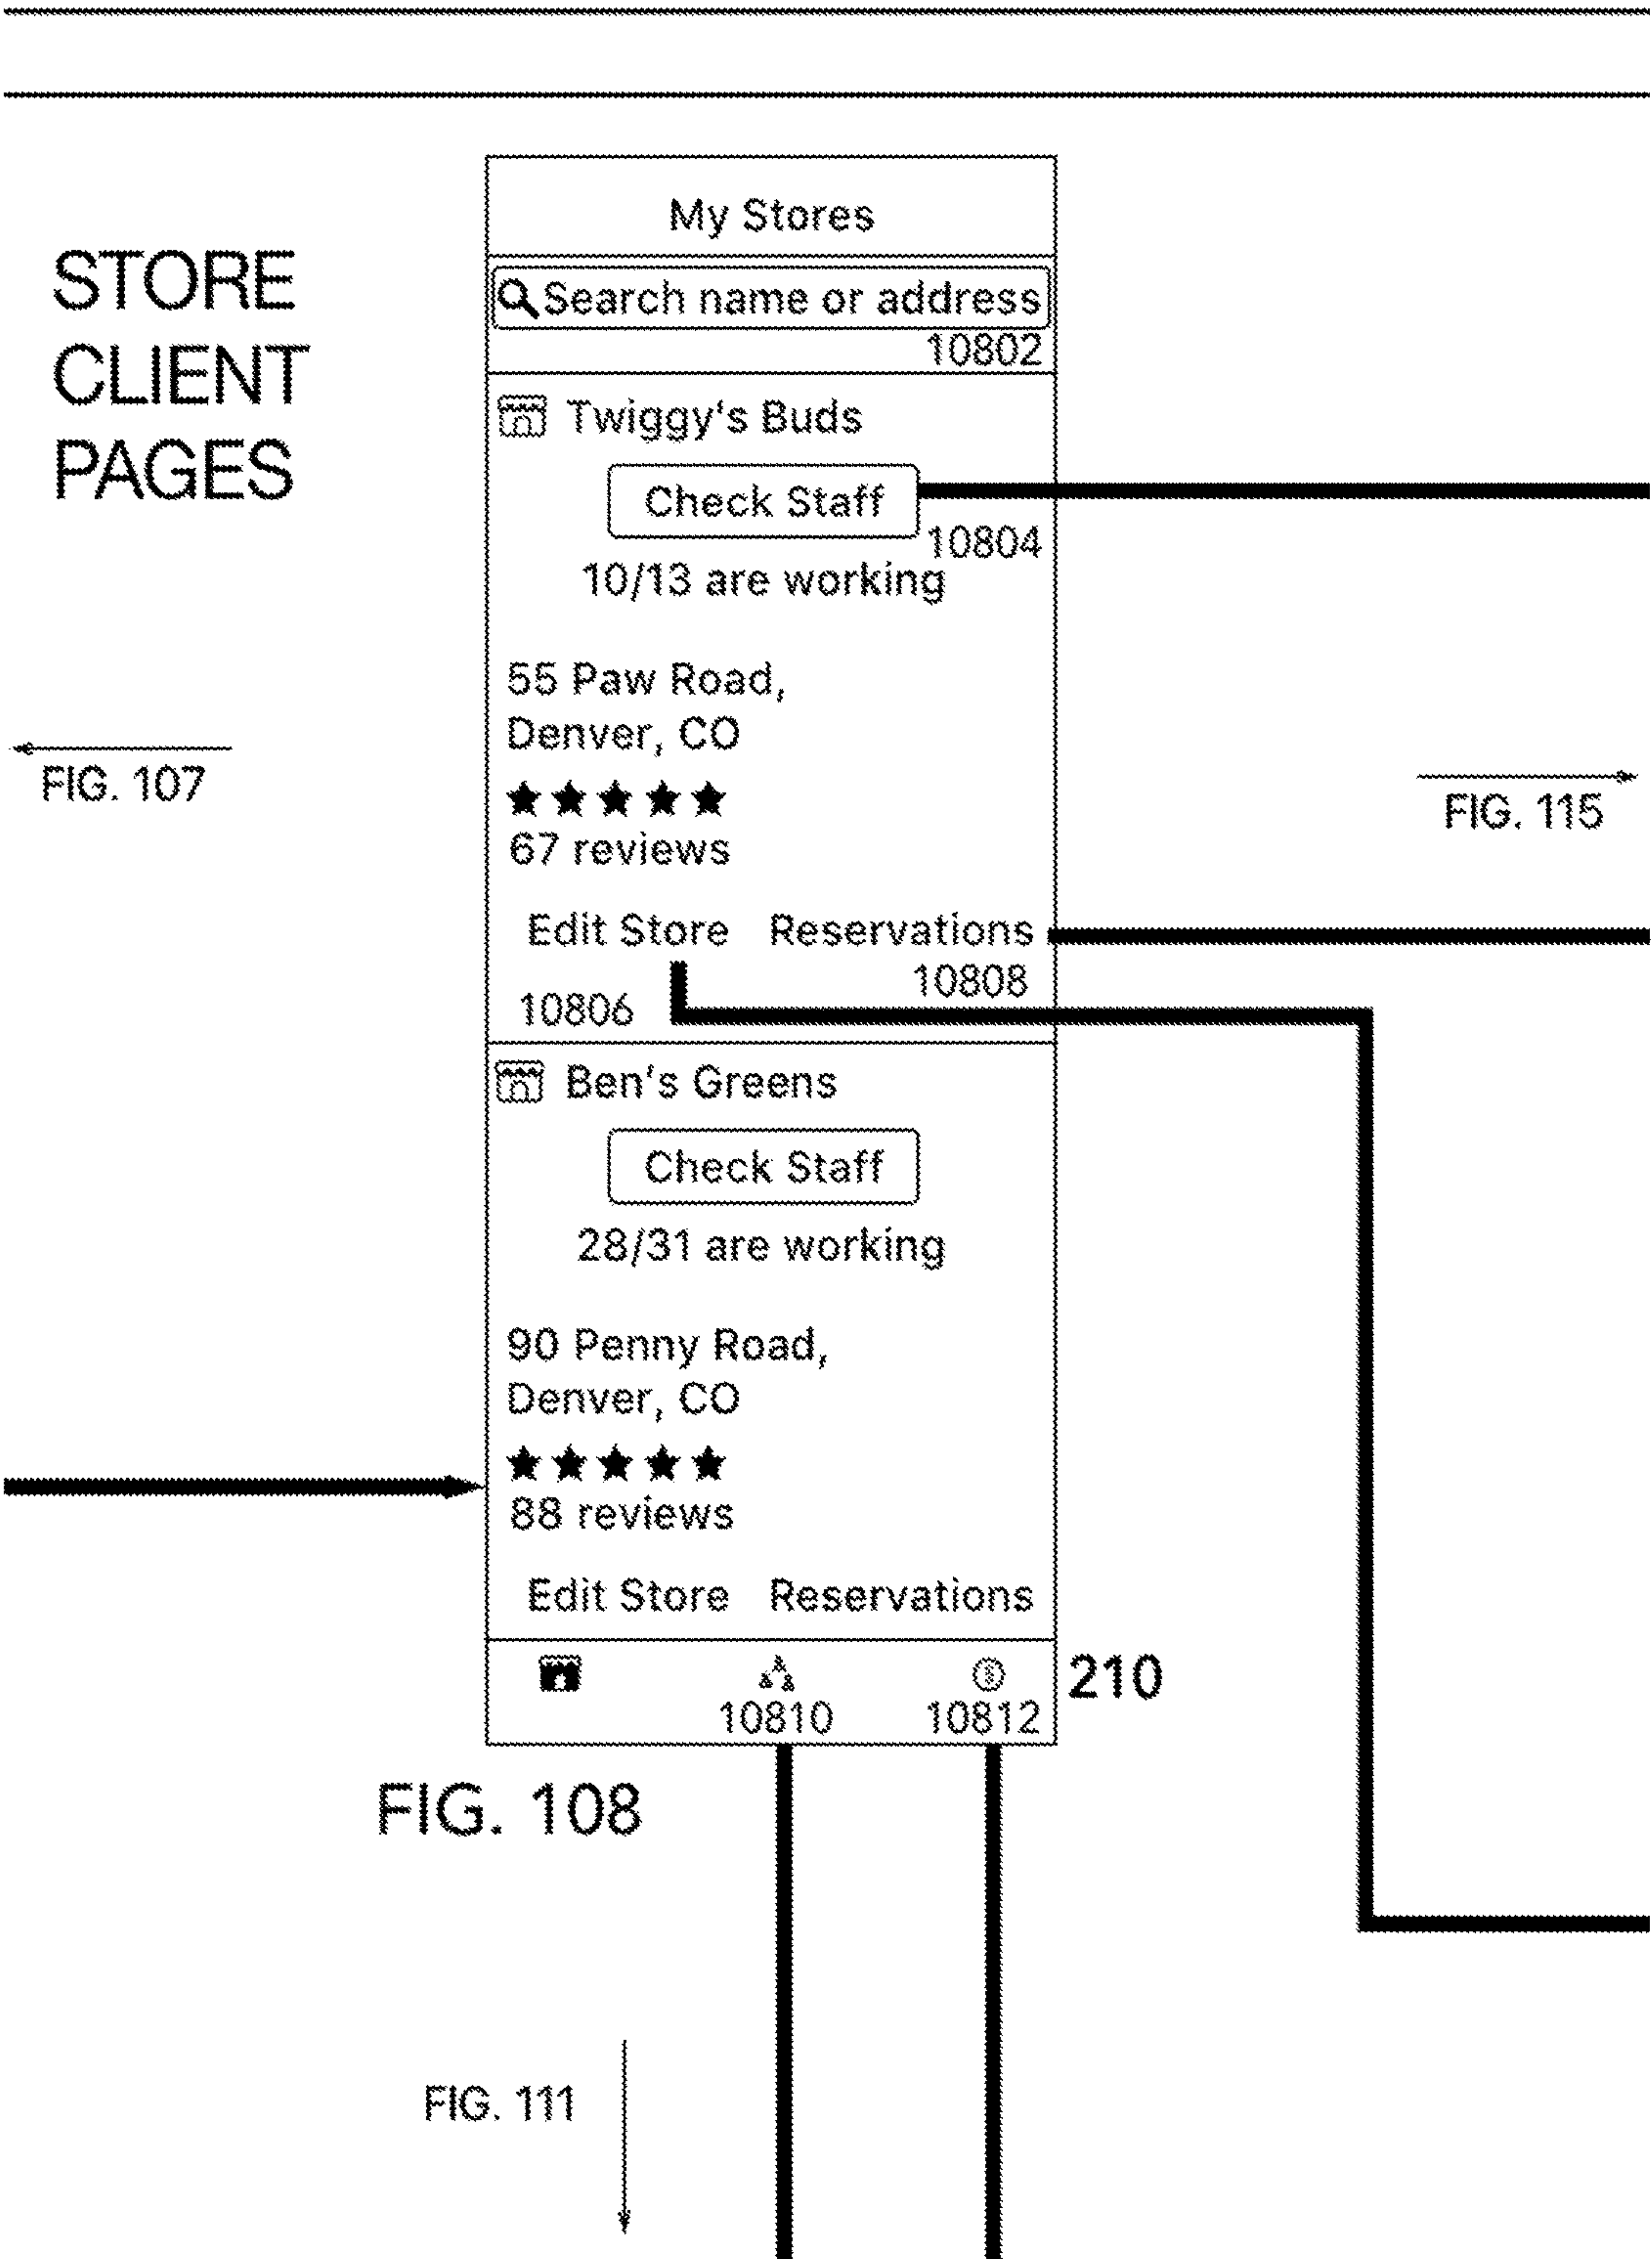 STORE
CLIENT
PAGES
My Stores
Search name or address
10802
Twiggy's Buds
Check Staff
10804
10/13 are working
55 Paw Road,
Denver, CO
FIG. 107
FIG. 115
67 reviews
Edit Store Reservations
10808
10806
Ben's Greens
Check Staff
28/31 are working
90 Penny Road,
Denver, CO
88 reviews
Edit Store Reservations
210
10810 10812
FIG. 108
FIG. 111